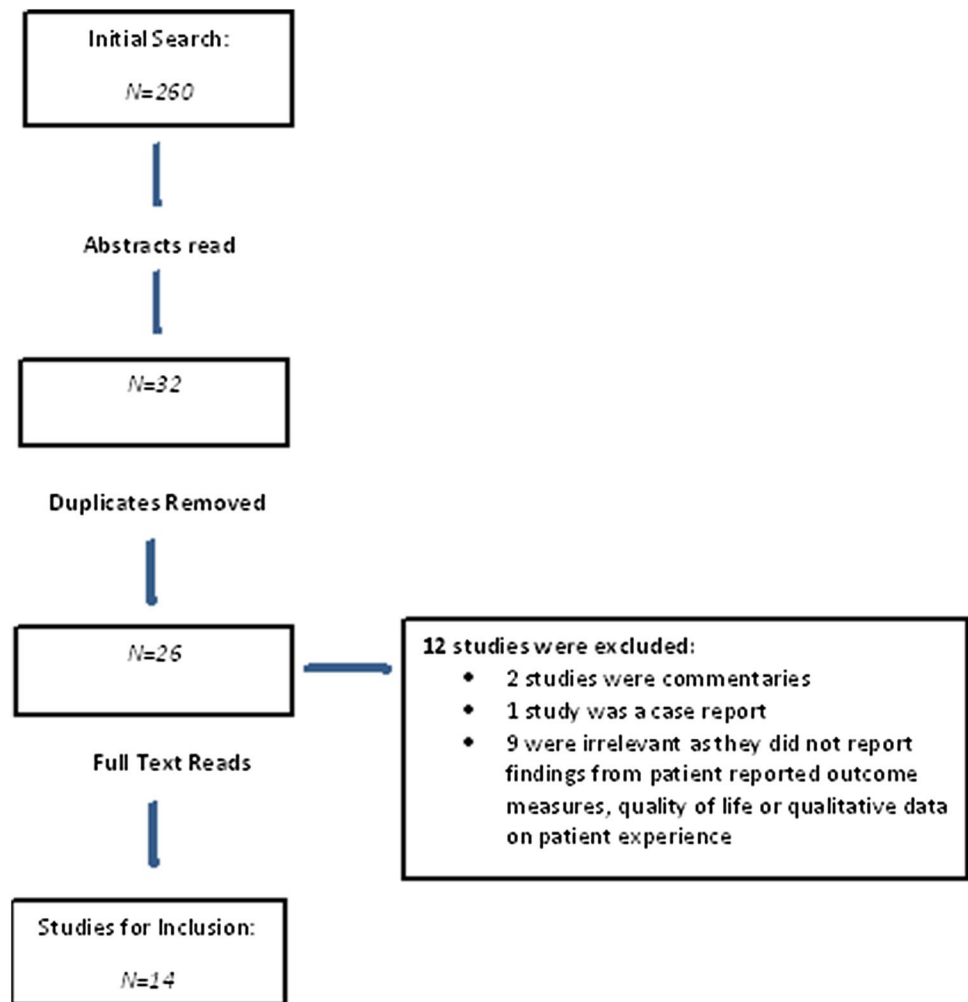 Initial Search:
N=260
Abstracts read
N=32
Duplicates Removed
N=26
12 studies were excluded:
• 2 studies were commentaries
• 1 study was a case report
• 9 were irrelevant as they did not report
findings from patient reported outcome
measures, quality of life or qualitative data
on patient experience
Full Text Reads
Studies for Inclusion:
N=14